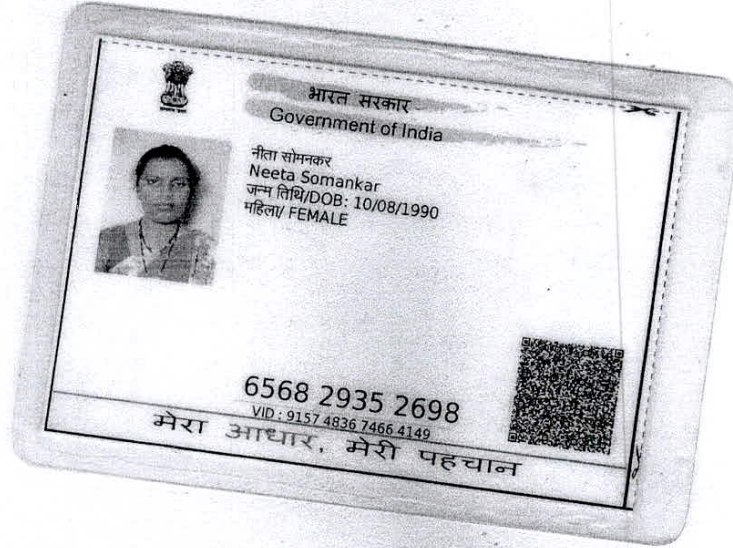 भारत सरकार
Government of India
नीता सोमनकर
Neeta Somankar
जन्म तिथि/DOB: 10/08/1990
महिला/ FEMALE
6568 2935 2698
VID : 9157 4836 7466 4149
मेरा आधार, मेरी पहचान